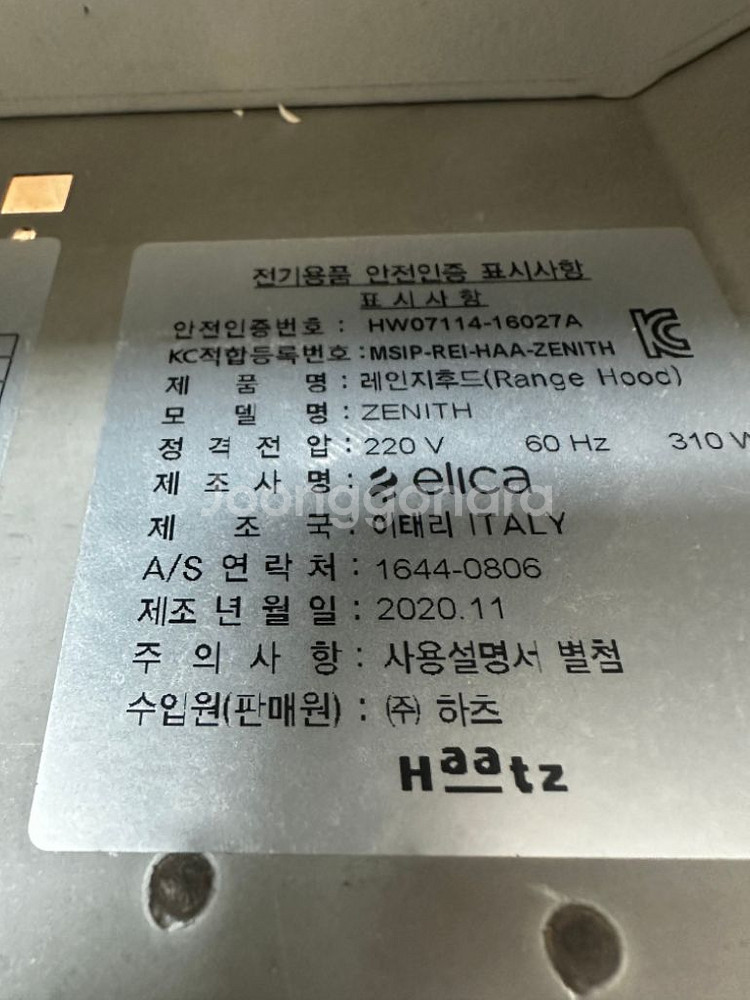 전기용품 안전인증 표시사항
표시사항
안전인증번호 : HW07114-16027A
KC적합등록번호 : MSIP-REI-HAA-ZENITH
제 품 명 : 레인지후드(Range Hood)
모 델 명 : ZENITH
정 격 전 압 : 220 V 60 Hz 310 W
제 조 사 명 : elica
joonggonara
제 조 국 : 이태리 ITALY
A/S 연 락 처 : 1644-0806
제조 년 월 일 : 2020.11
주 의 사 항 : 사용설명서 별첨
수입원(판매원) : ㈜ 하츠
Haatz